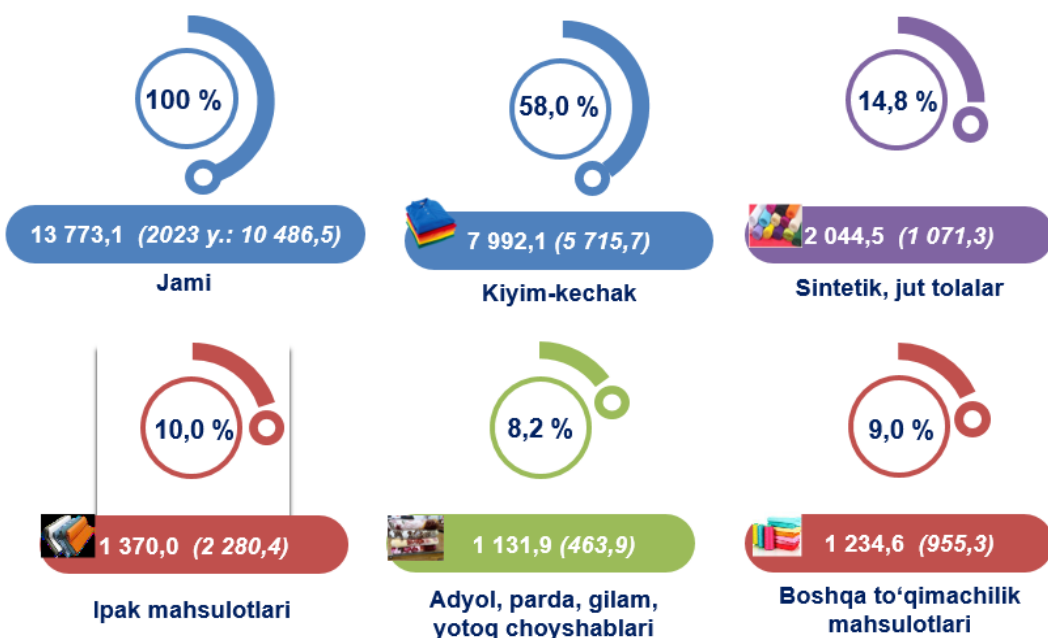 100 %
13 773,1 (2023 y.: 10 486,5)
Jami
58,0 %
7 992,1 (5 715,7)
Kiyim-kechak
14,8 %
2 044,5 (1 071,3)
Sintetik, jut tolalar
10,0 %
1 370,0 (2 280,4)
Ipak mahsulotlari
8,2 %
1 131,9 (463,9)
Adyol, parda, gilam,
yotoq choyshablari
9,0 %
1 234,6 (955,3)
Boshqa to‘qimachilik
mahsulotlari